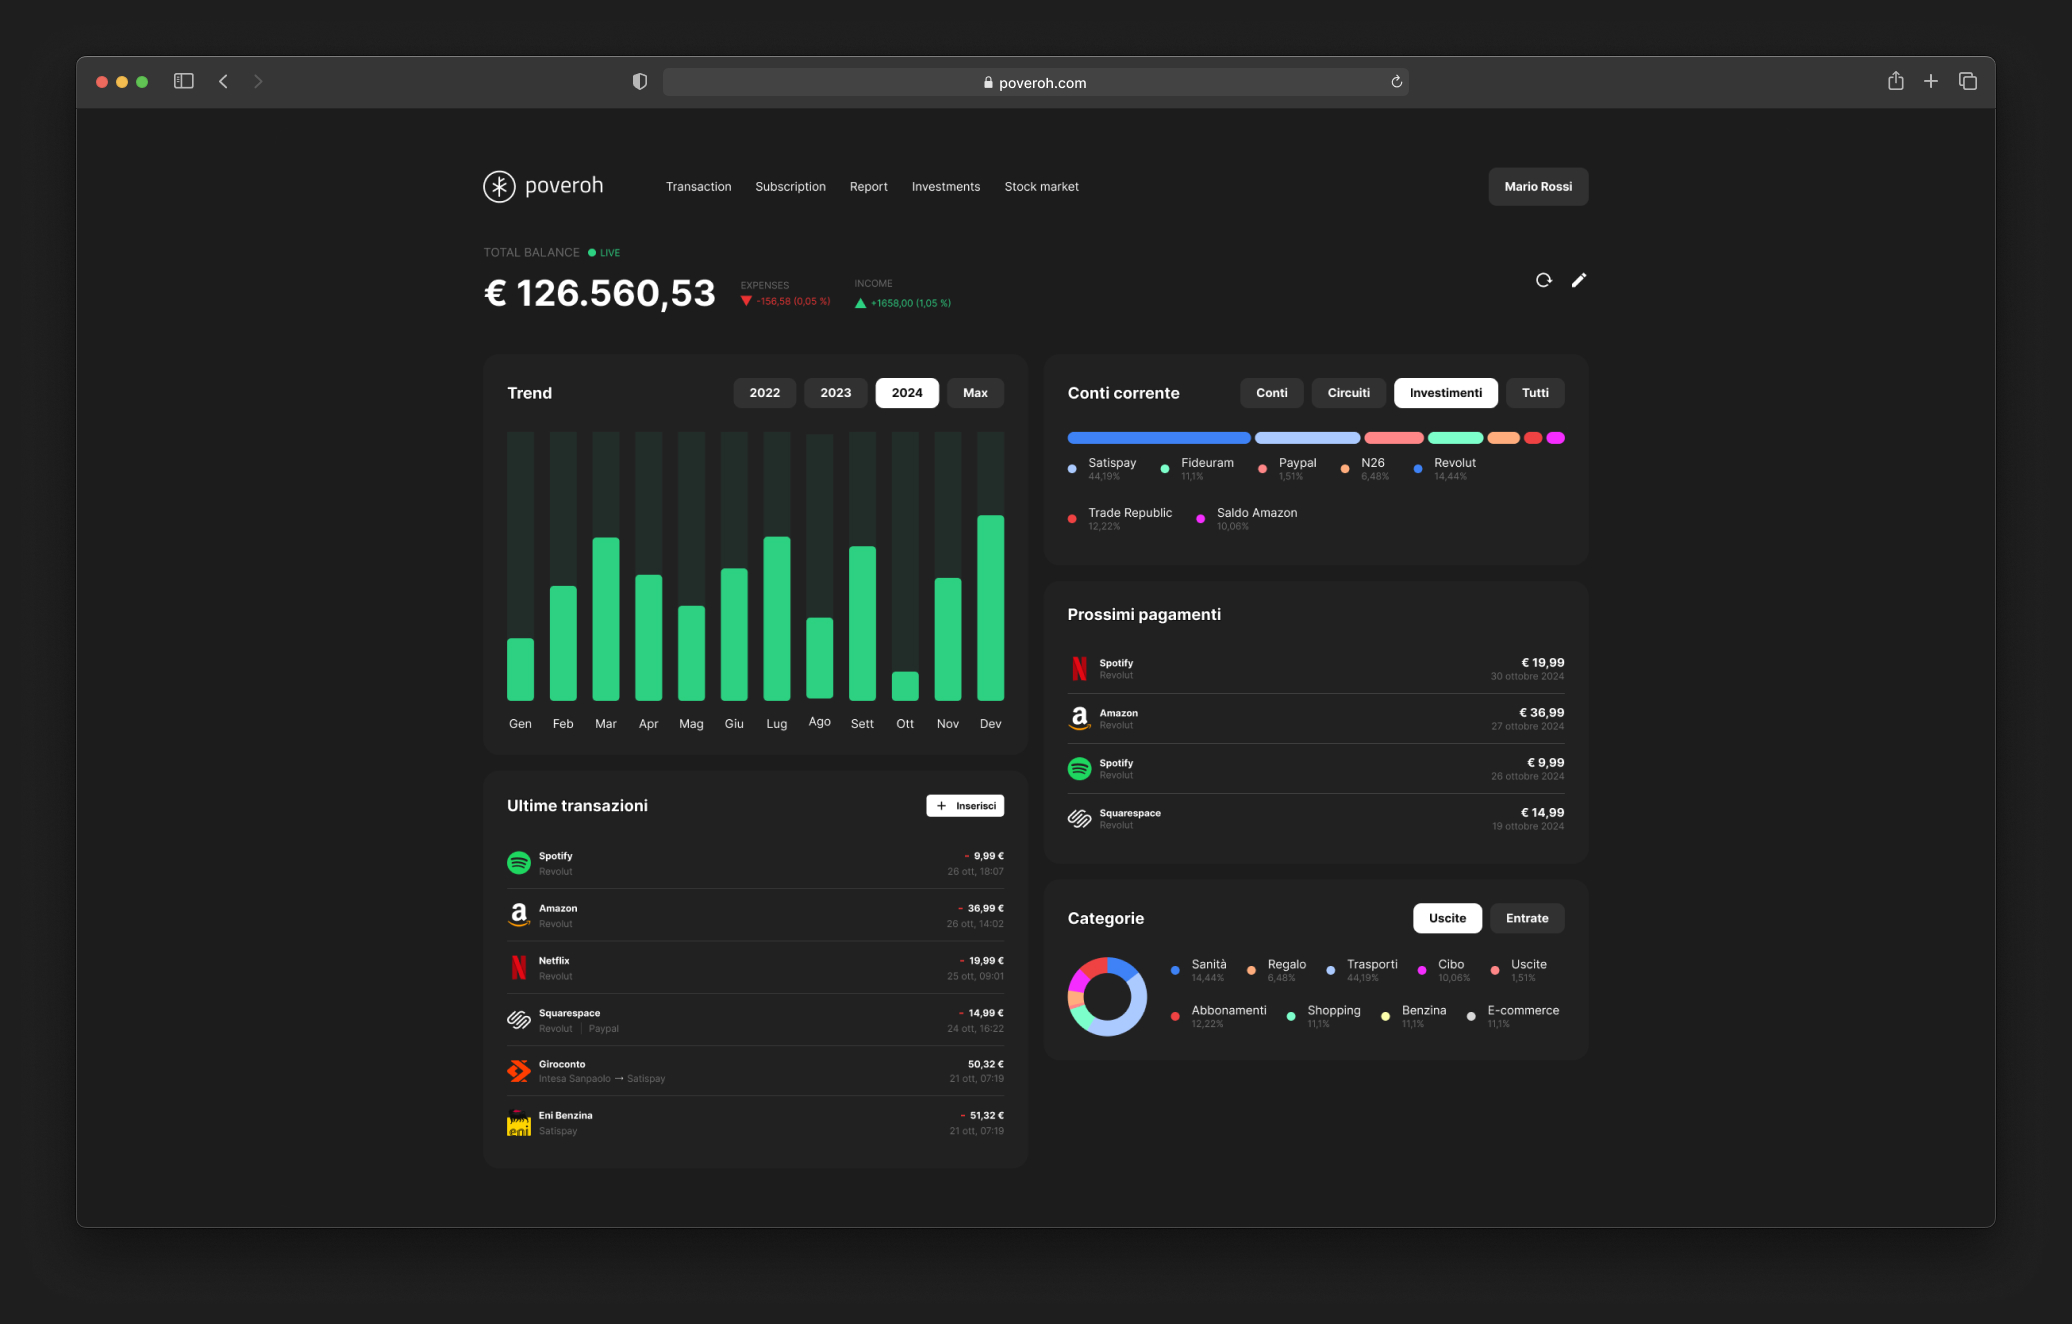 poveroh.com
poveroh
Transaction Subscription Report Investments Stock market
Mario Rossi
TOTAL BALANCE LIVE
€ 126.560,53
EXPENSES
-156,58 (0,05 %)
INCOME
+1658,00 (1,05 %)
Trend
2022 2023 2024 Max
Gen Feb Mar Apr Mag Giu Lug Ago Sett Ott Nov Dev
Ultime transazioni
+ Inserisci
Spotify - 9,99 €
Revolut 26 ott, 18:07
a
Amazon - 36,99 €
Revolut 26 ott, 14:02
N
Netflix - 19,99 €
Revolut 25 ott, 09:01
Squarespace - 14,99 €
Revolut | Paypal 24 ott, 16:22
Giroconto 50,32 €
Intesa Sanpaolo → Satispay 21 ott, 07:19
eni
Eni Benzina - 51,32 €
Satispay 21 ott, 07:19
Conti corrente
Conti Circuiti Investimenti Tutti
Satispay Fideuram Paypal N26 Revolut
44,19% 11,1% 1,51% 6,48% 14,44%
Trade Republic Saldo Amazon
12,22% 10,06%
Prossimi pagamenti
N
Spotify € 19,99
Revolut 30 ottobre 2024
a
Amazon € 36,99
Revolut 27 ottobre 2024
Spotify € 9,99
Revolut 26 ottobre 2024
Squarespace € 14,99
Revolut 19 ottobre 2024
Categorie
Uscite Entrate
Sanità Regalo Trasporti Cibo Uscite
14,44% 6,48% 44,19% 10,06% 1,51%
Abbonamenti Shopping Benzina E-commerce
12,22% 11,1% 11,1% 11,1%